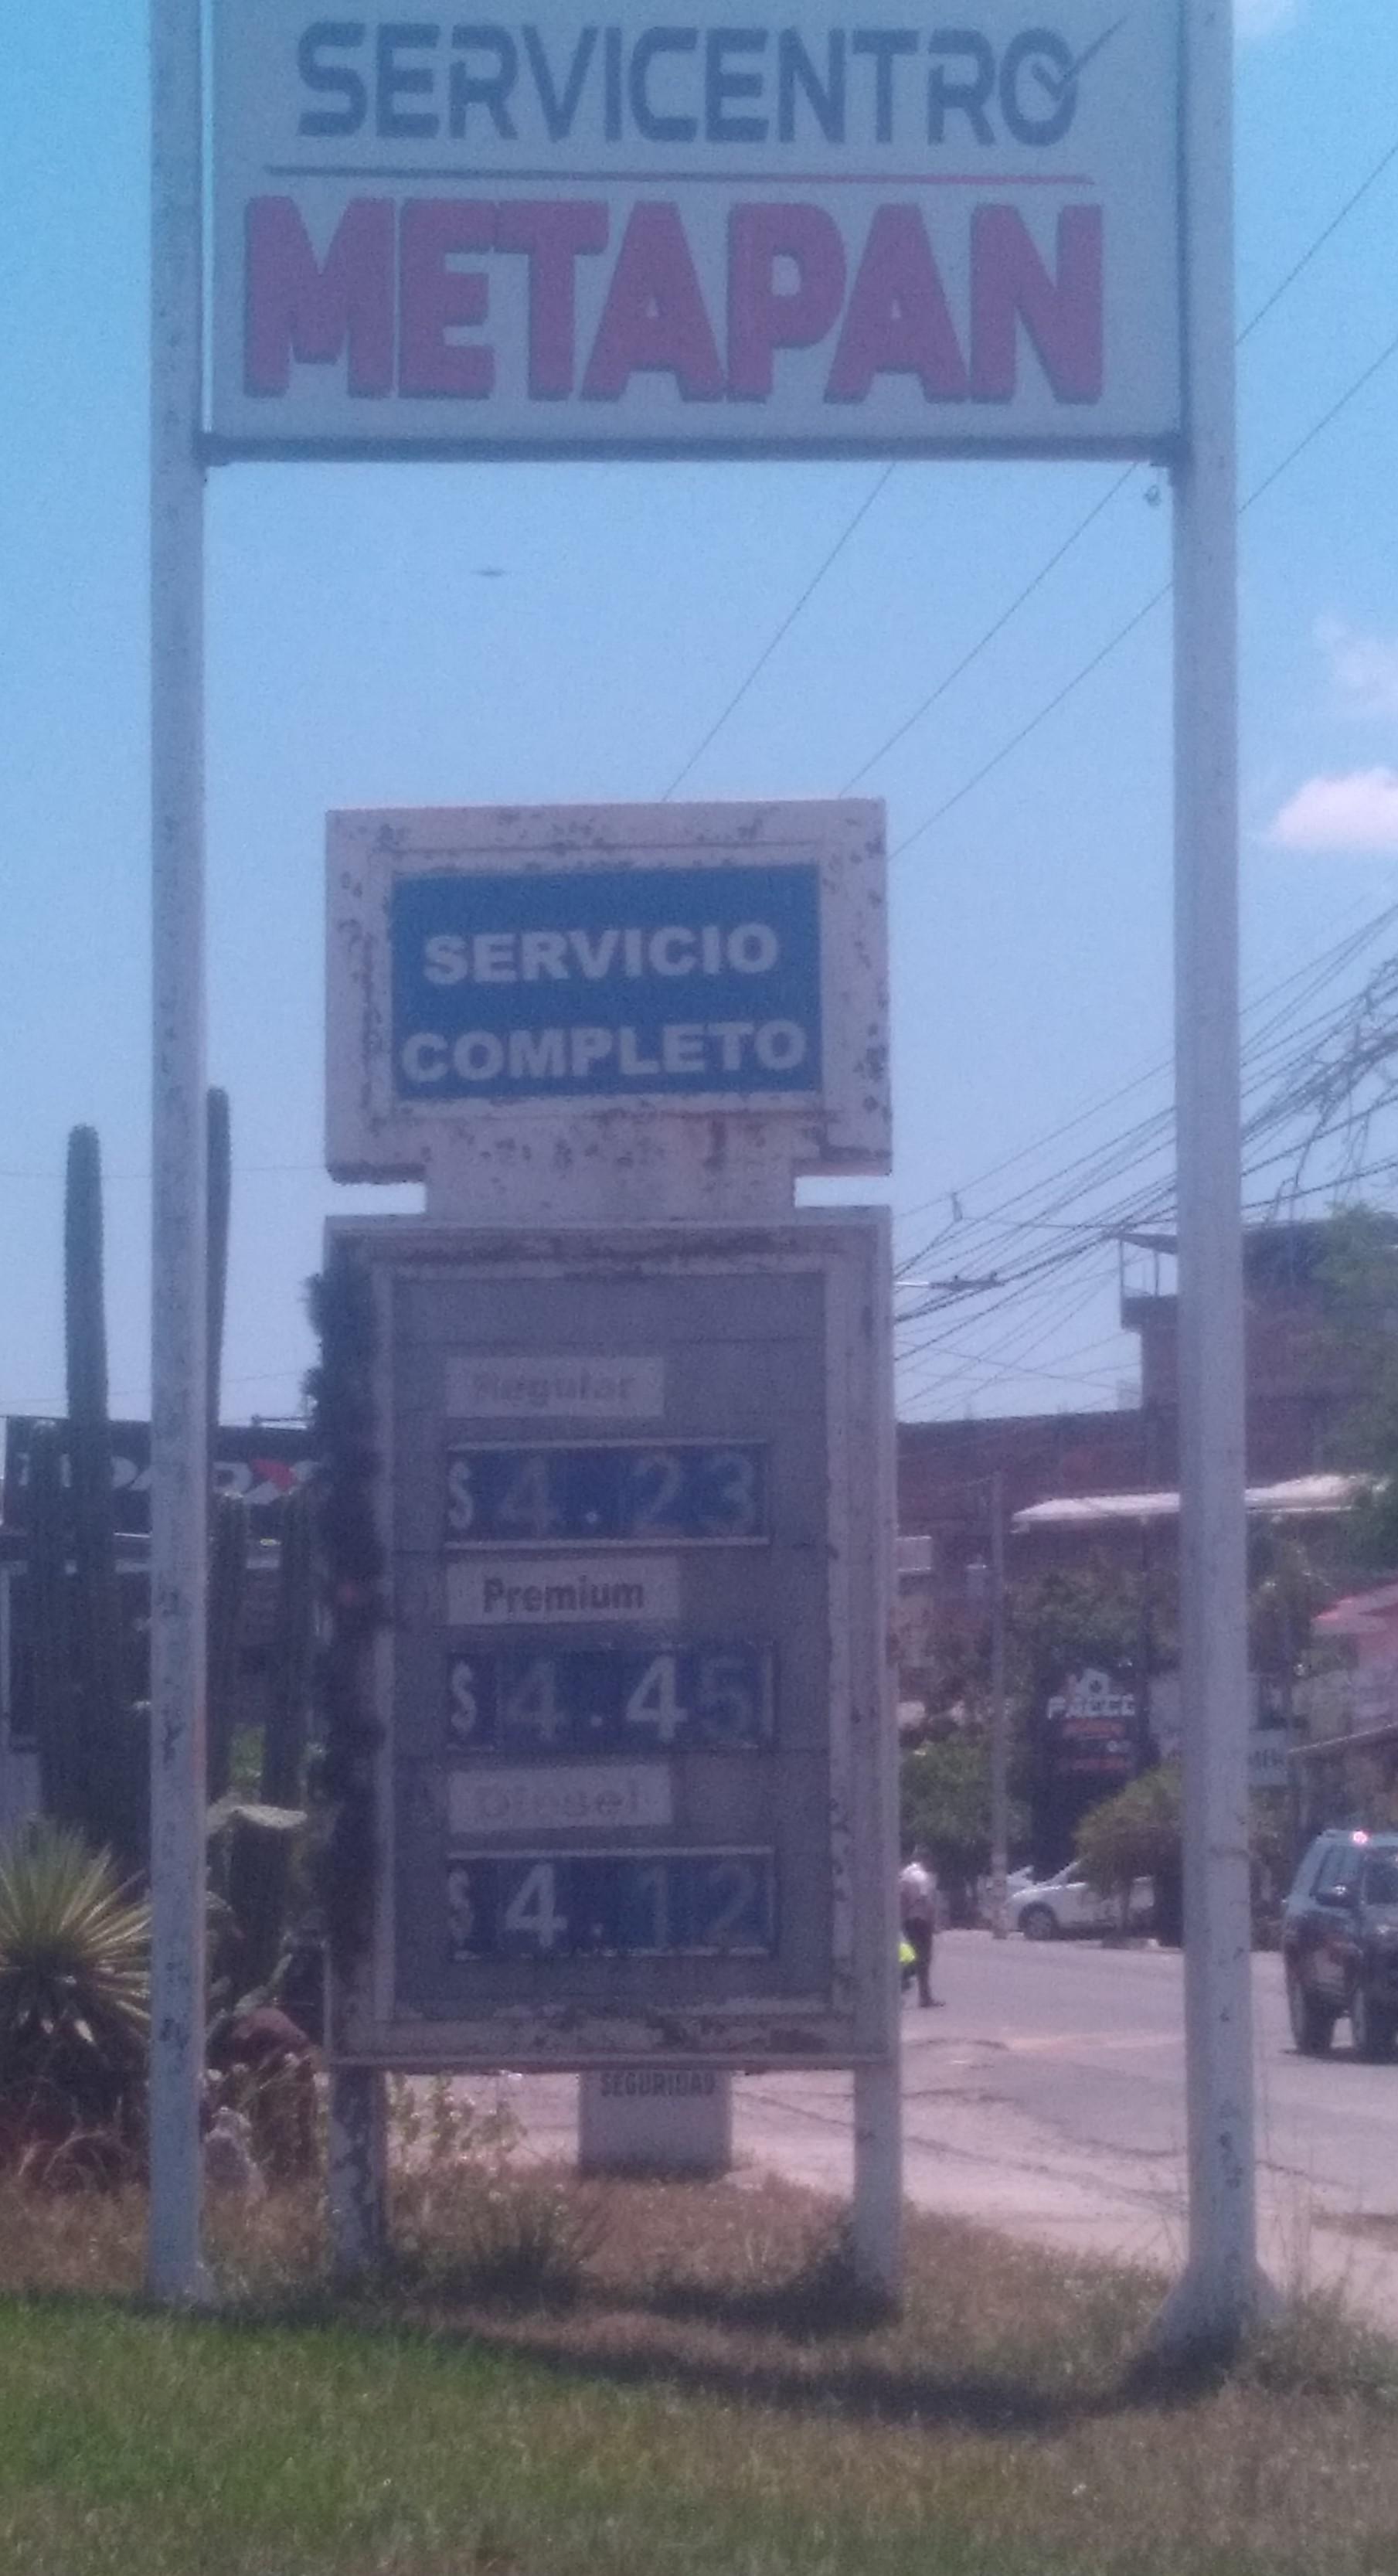 SERVICENTRO
METAPAN
SERVICIO
COMPLETO
Regular
$ 4.23
Premium
$ 4.45
Diesel
$ 4.12
SEGURIDAD